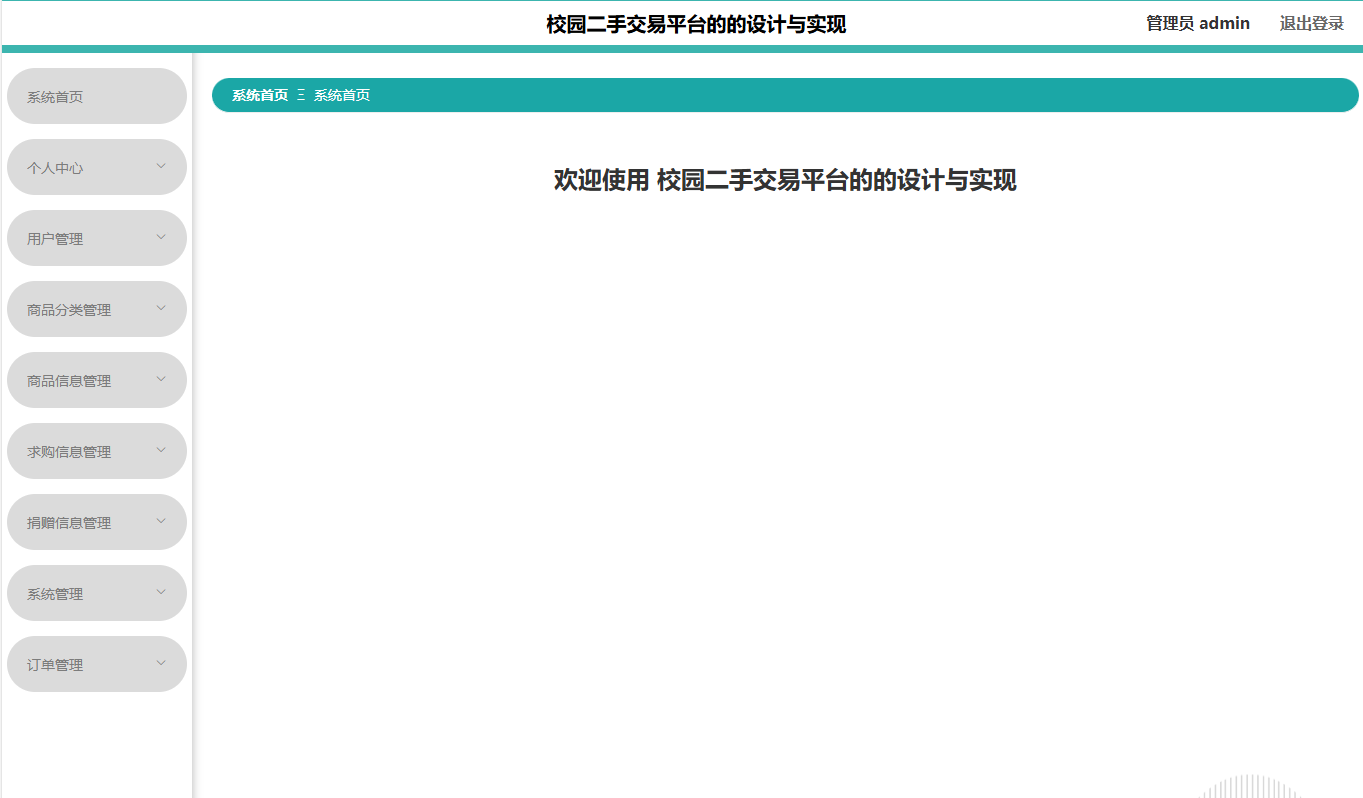 校园二手交易平台的的设计与实现
管理员 admin
退出登录
系统首页
个人中心
用户管理
商品分类管理
商品信息管理
求购信息管理
捐赠信息管理
系统管理
订单管理
系统首页 Ξ 系统首页
欢迎使用 校园二手交易平台的的设计与实现